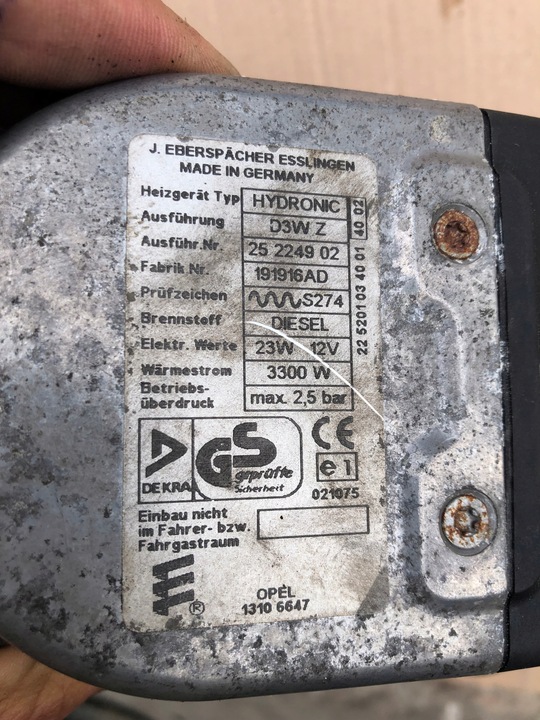 J. EBERSPÄCHER ESSLINGEN
MADE IN GERMANY
Heizgerät Typ HYDRONIC
Ausführung D3W Z
Ausführ.Nr. 25 2249 02
Fabrik Nr. 191916AD
Prüfzeichen S274
Brennstoff DIESEL
Elektr. Werte 23W 12V
Wärmestrom 3300 W
Betriebs-
überdruck max. 2,5 bar
22 5201 03 40 01 40 02
DEKRA
GS
geprüfte
Sicherheit
CE
e1
021075
Einbau nicht
im Fahrer- bzw.
Fahrgastraum
®
OPEL
1310 6647